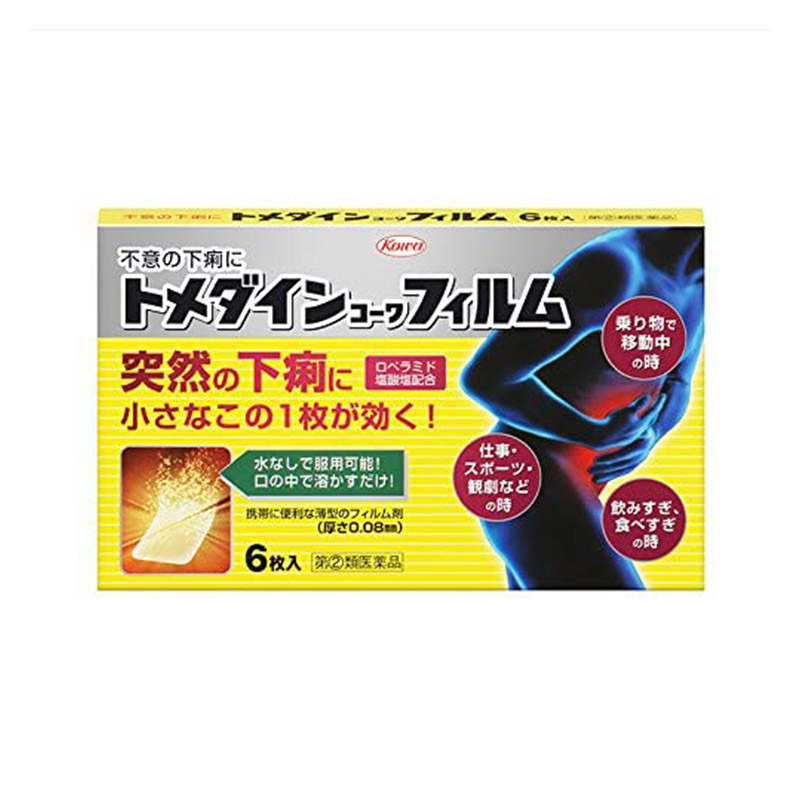 不意の下痢に トメダインコーワフィルム 6枚入 指定②類医薬品
Kowa
不意の下痢に
トメダインコーワフィルム
突然の下痢に
ロペラミド
塩酸塩配合
小さなこの1枚が効く!
水なしで服用可能!
口の中で溶かすだけ!
携帯に便利な薄型のフィルム剤
(厚さ0.08mm)
6枚入 指定②類医薬品
乗り物で
移動中
の時
仕事・
スポーツ・
観劇など
の時
飲みすぎ、
食べすぎ
の時